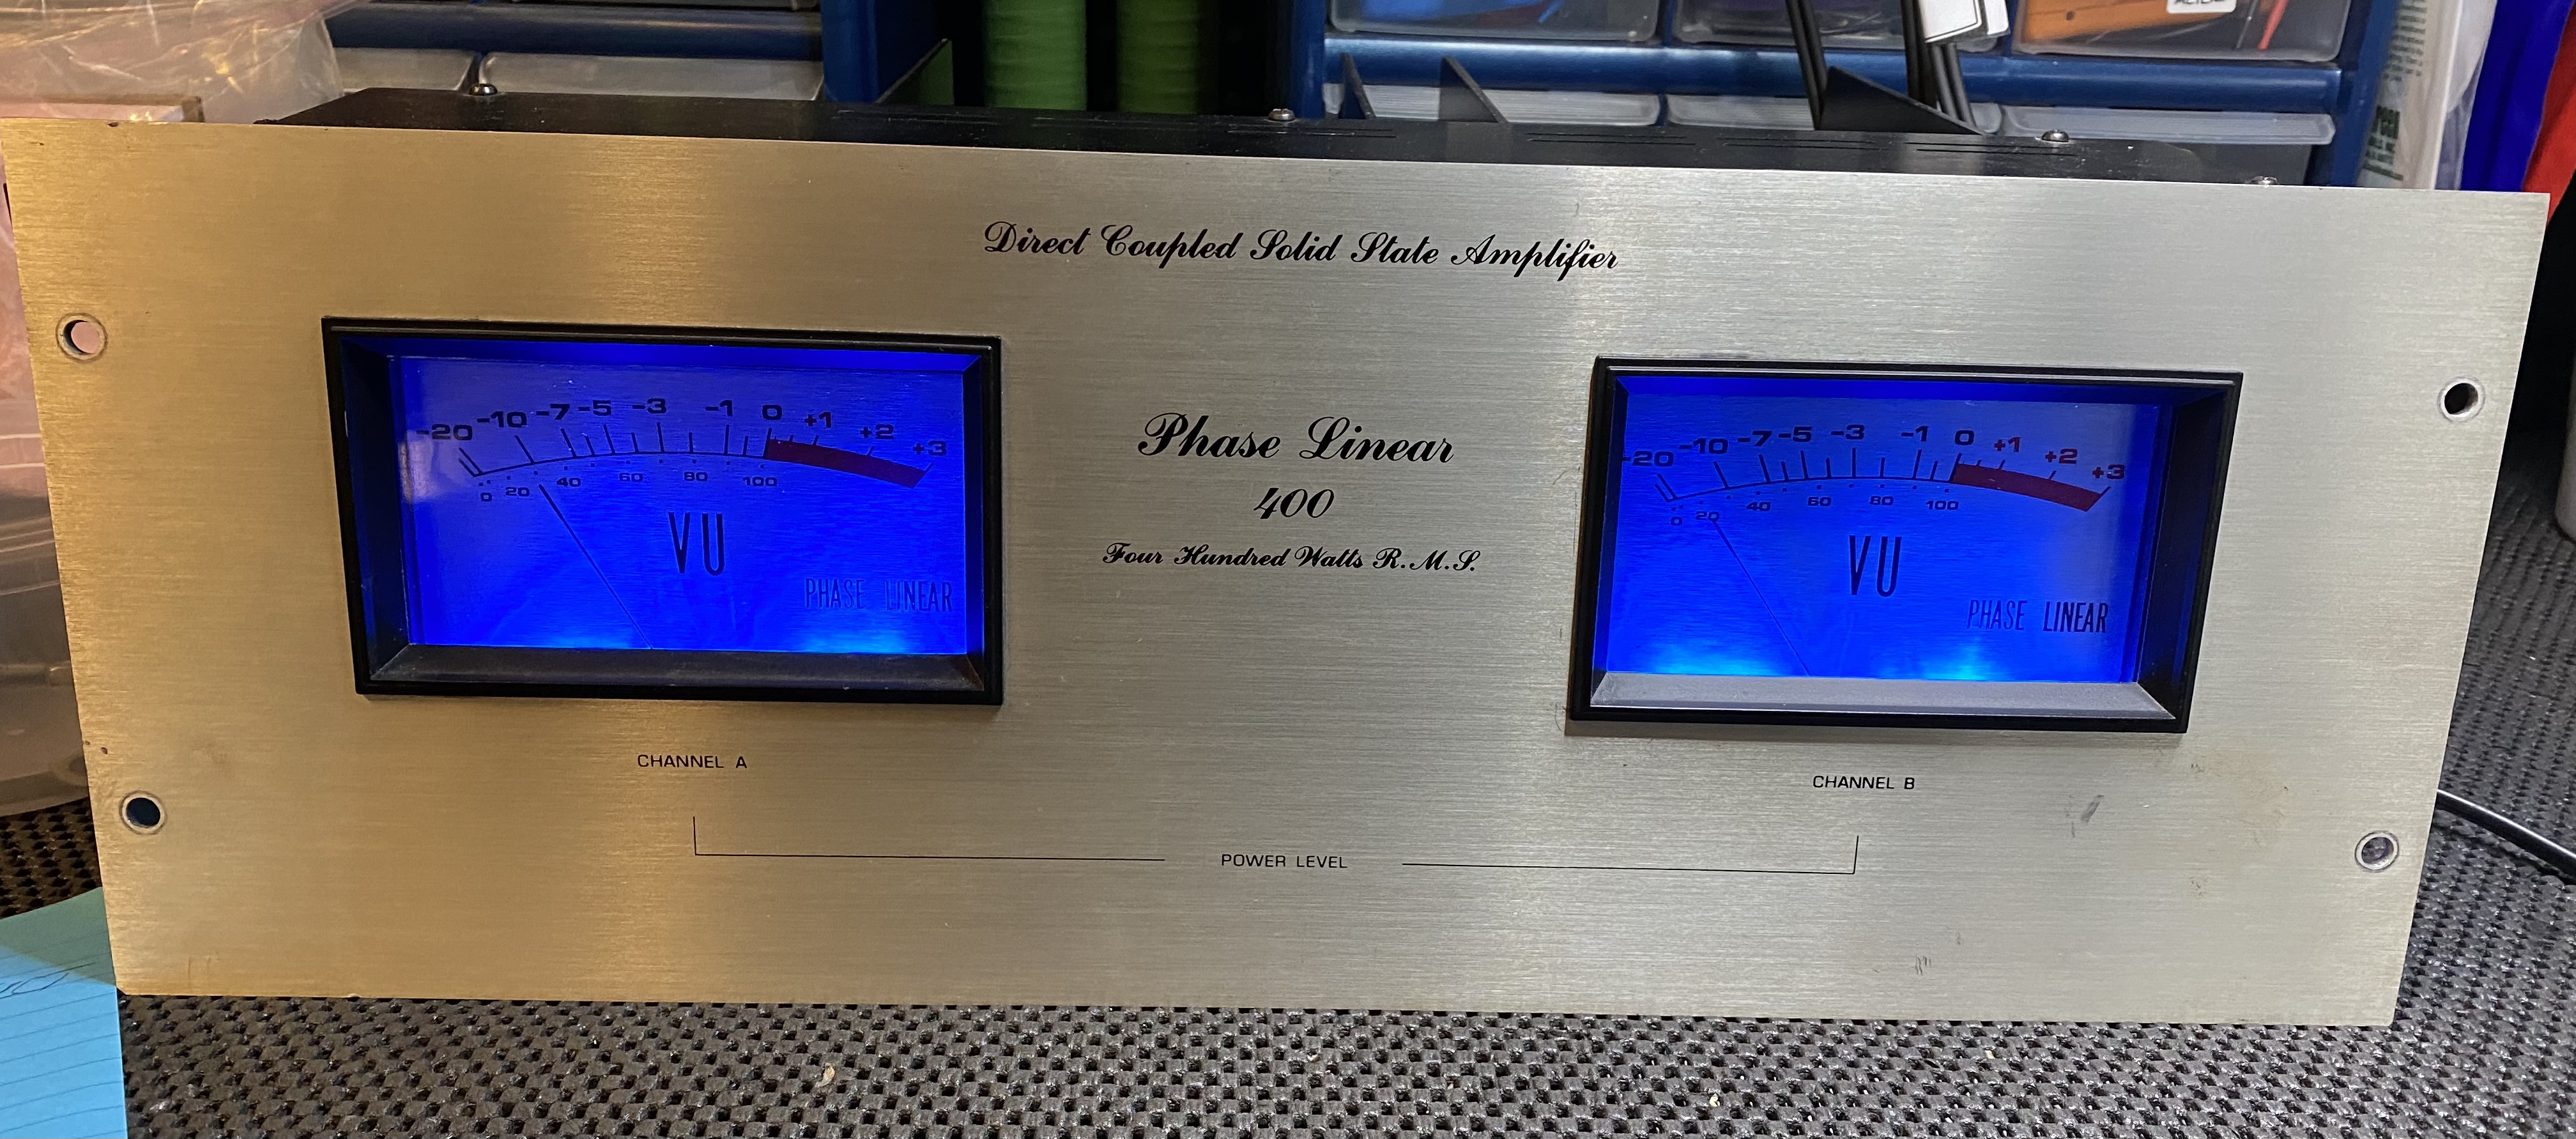 Direct Coupled Solid State Amplifier
-20 -10 -7 -5 -3 -1 0 +1 +2 +3
0 20 40 60 80 100
VU
PHASE LINEAR
Phase Linear
400
Four Hundred Watts R.M.S.
-20 -10 -7 -5 -3 -1 0 +1 +2 +3
0 20 40 60 80 100
VU
PHASE LINEAR
CHANNEL A
CHANNEL B
POWER LEVEL